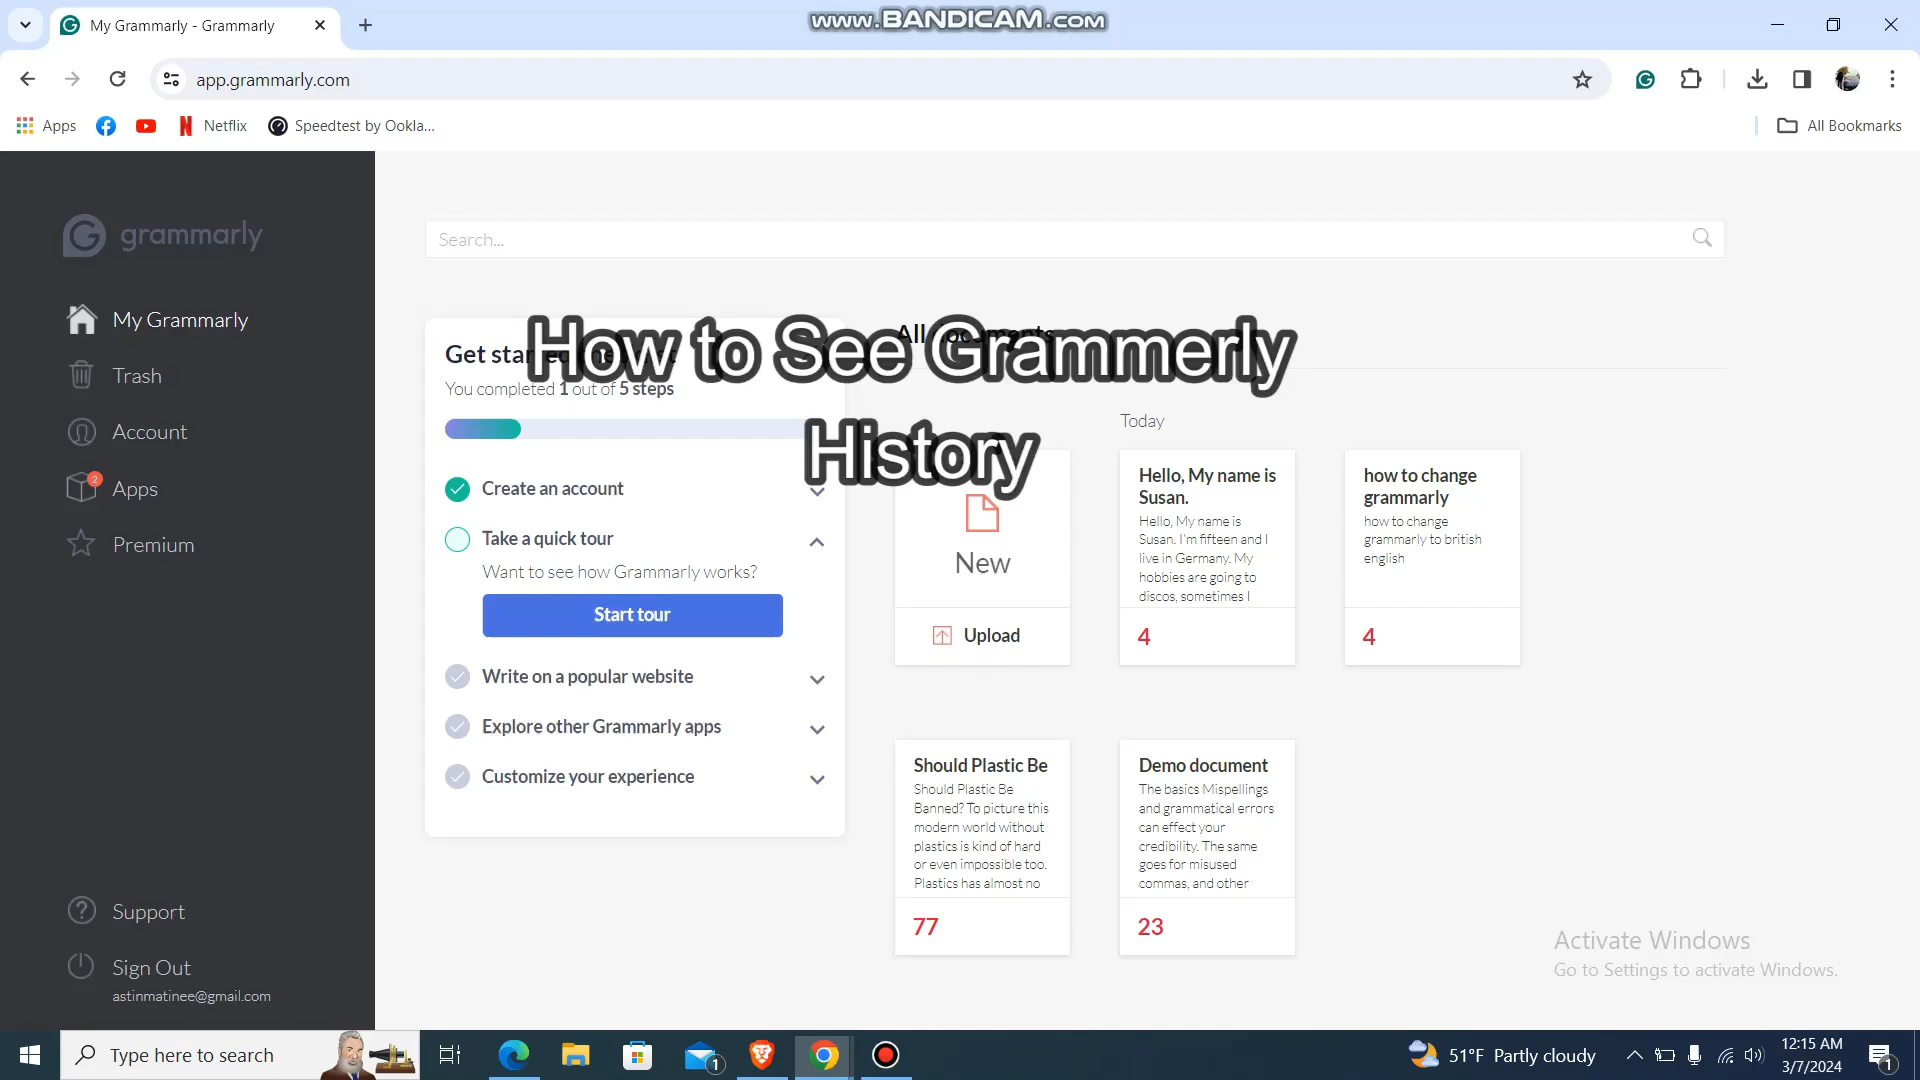 My Grammarly - Grammarly
www.BANDICAM.com
app.grammarly.com
Apps
Netflix
Speedtest by Ookla...
All Bookmarks
grammarly
Search...
My Grammarly
Trash
Account
2
Apps
Premium
Support
Sign Out
astinmatinee@gmail.com
How to See Grammerly
History
Get started checklist
You completed 1 out of 5 steps
Create an account
Take a quick tour
Want to see how Grammarly works?
Start tour
Write on a popular website
Explore other Grammarly apps
Customize your experience
All documents
Today
New
Upload
Hello, My name is
Susan.
Hello, My name is
Susan. I'm fifteen and I
live in Germany. My
hobbies are going to
discos, sometimes I
4
how to change
grammarly
how to change
grammarly to british
english
4
Should Plastic Be
Should Plastic Be
Banned? To picture this
modern world without
plastics is kind of hard
or even impossible too.
Plastics has almost no
77
Demo document
The basics Mispellings
and grammatical errors
can effect your
credibility. The same
goes for misused
commas, and other
23
Activate Windows
Go to Settings to activate Windows.
Type here to search
1
51°F Partly cloudy
12:15 AM
3/7/2024
1